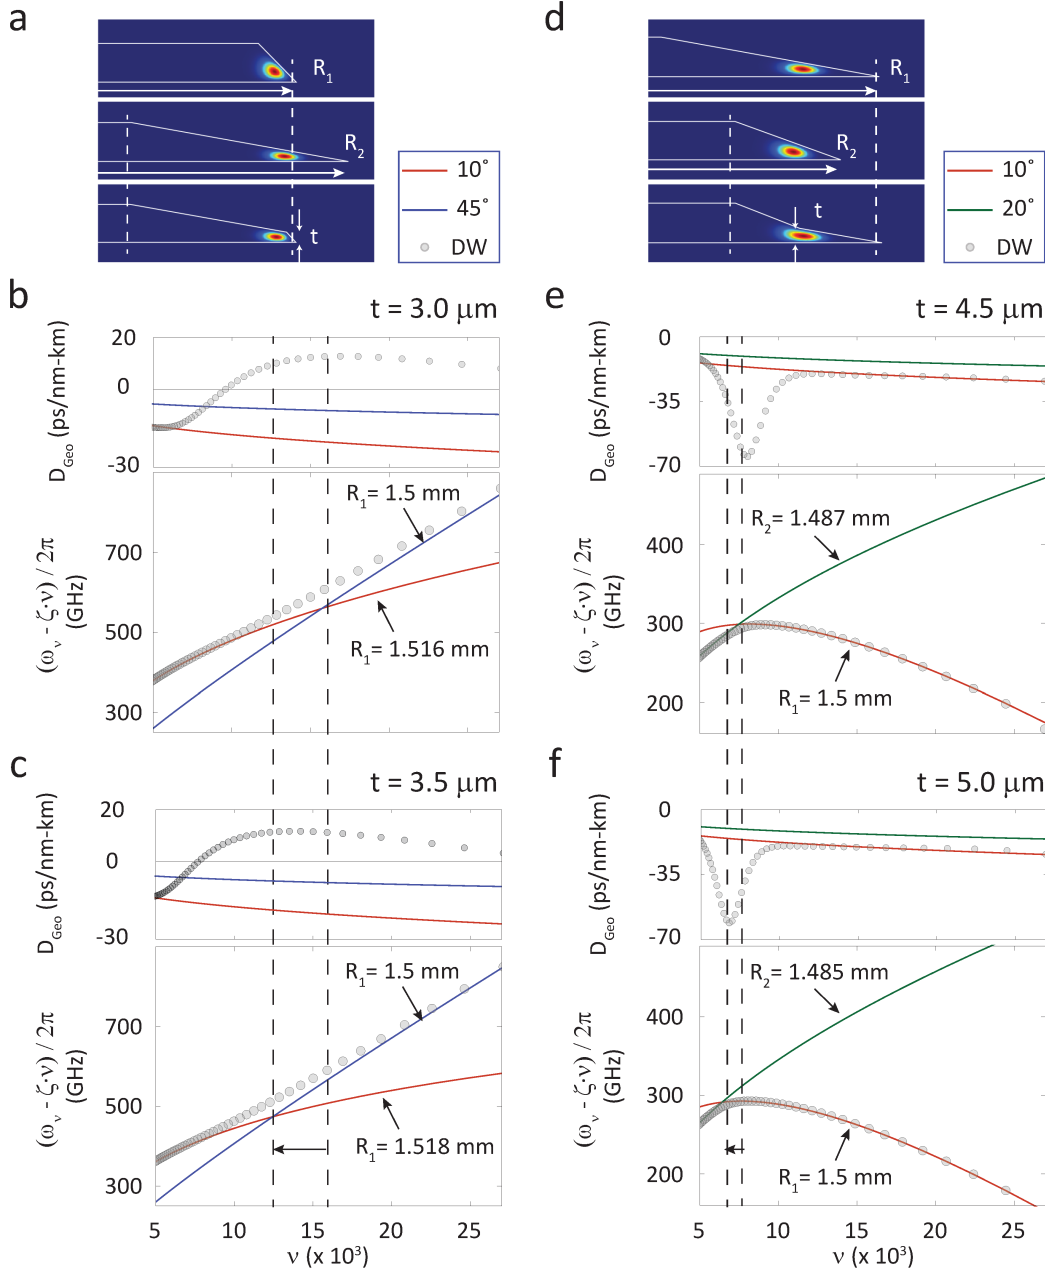 a
R1
R2
t
10°
45°
DW
d
R1
R2
t
10°
20°
DW
b
t = 3.0 μm
20
0
-30
DGeo (ps/nm-km)
R1= 1.5 mm
R1= 1.516 mm
700
500
300
(ων - ζ·ν) / 2π
(GHz)
c
t = 3.5 μm
20
0
-30
DGeo (ps/nm-km)
R1= 1.5 mm
R1= 1.518 mm
700
500
300
(ων - ζ·ν) / 2π
(GHz)
5 10 15 20 25
ν (x 10³)
e
t = 4.5 μm
0
-35
-70
DGeo (ps/nm-km)
R2= 1.487 mm
R1= 1.5 mm
400
300
200
(ων - ζ·ν) / 2π
(GHz)
f
t = 5.0 μm
0
-35
-70
DGeo (ps/nm-km)
R2= 1.485 mm
R1= 1.5 mm
400
300
200
(ων - ζ·ν) / 2π
(GHz)
5 10 15 20 25
ν (x 10³)